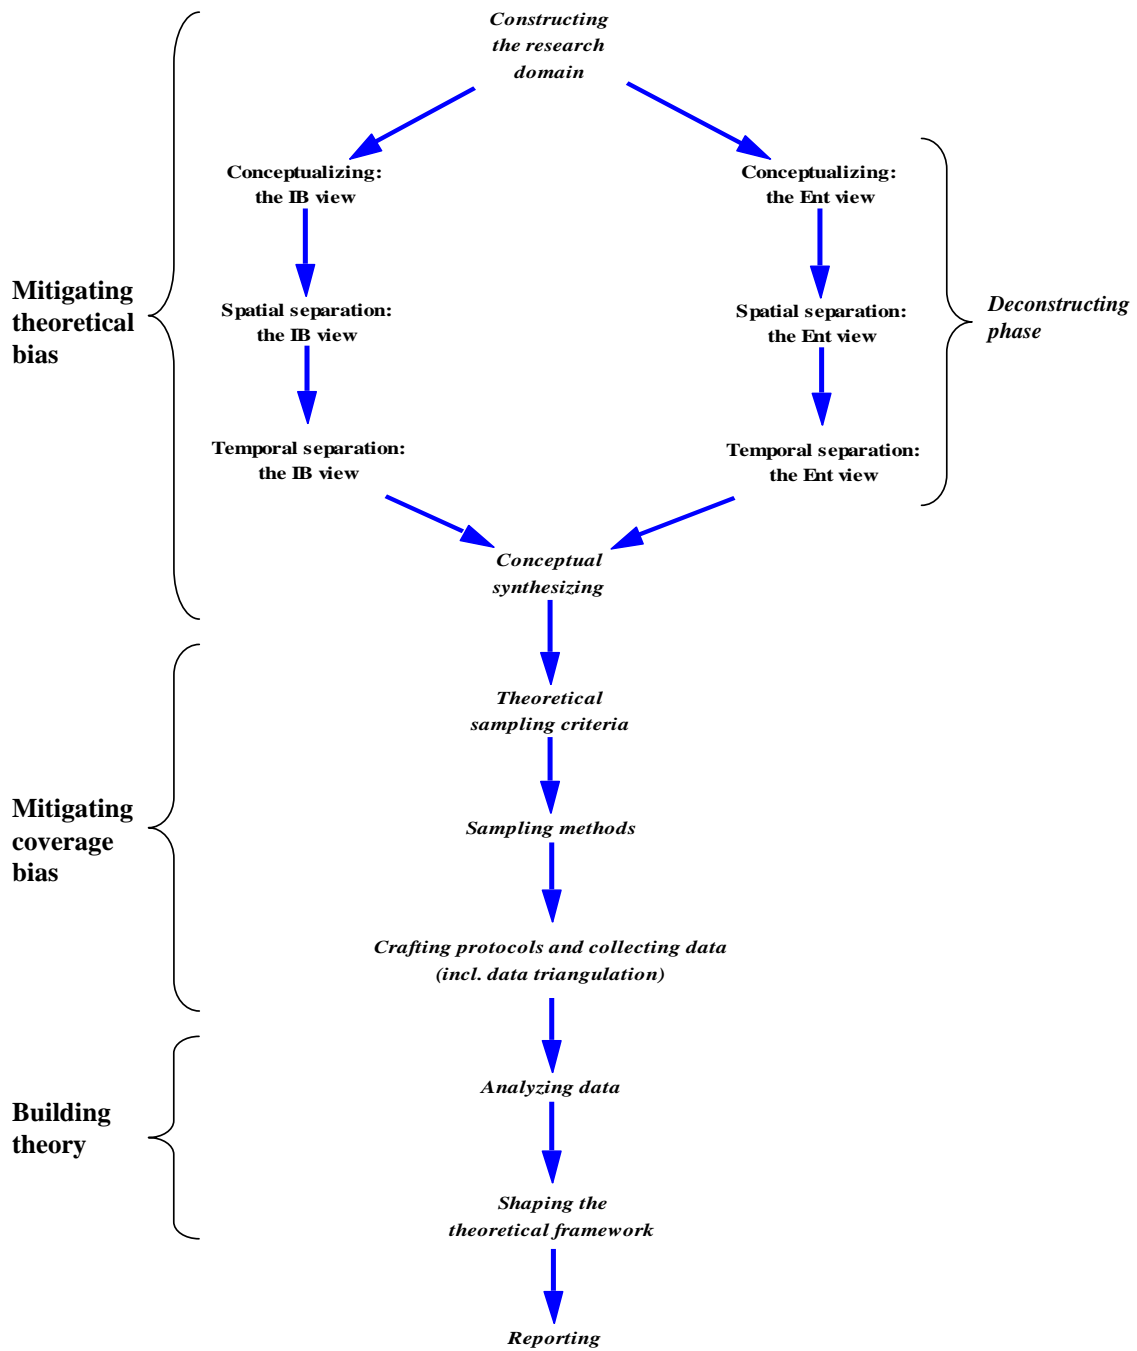 Constructing
the research
domain
Conceptualizing:
the IB view
Conceptualizing:
the Ent view
Mitigating
theoretical
bias
Spatial separation:
the IB view
Spatial separation:
the Ent view
Deconstructing
phase
Temporal separation:
the IB view
Temporal separation:
the Ent view
Conceptual
synthesizing
Theoretical
sampling criteria
Mitigating
coverage
bias
Sampling methods
Crafting protocols and collecting data
(incl. data triangulation)
Analyzing data
Building
theory
Shaping the
theoretical framework
Reporting